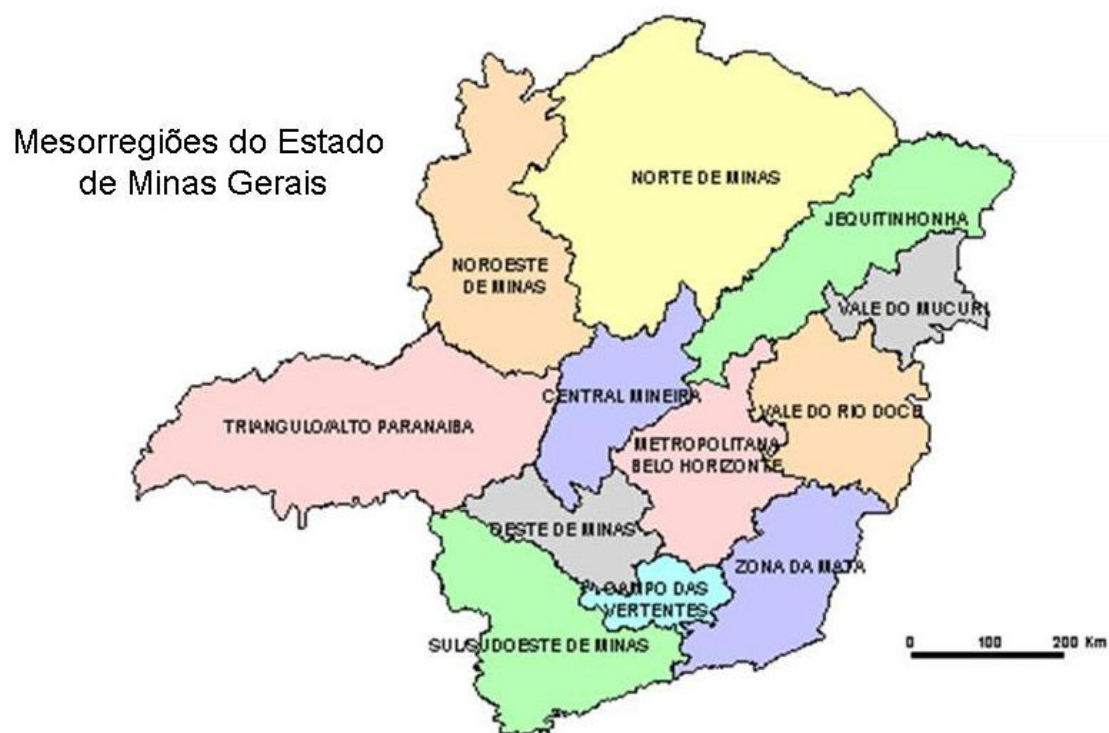 Mesorregiões do Estado
de Minas Gerais
NORTE DE MINAS
JEQUITINHONHA
NOROESTE
DE MINAS
VALE DO MUCURI
CENTRAL MINEIRA
VALE DO RIO DOCE
TRIANGULO/ALTO PARANAIBA
METROPOLITANA
BELO HORIZONTE
OESTE DE MINAS
ZONA DA MATA
CAMPO DAS
VERTENTES
SUL/SUDOESTE DE MINAS
0 100 200 Km